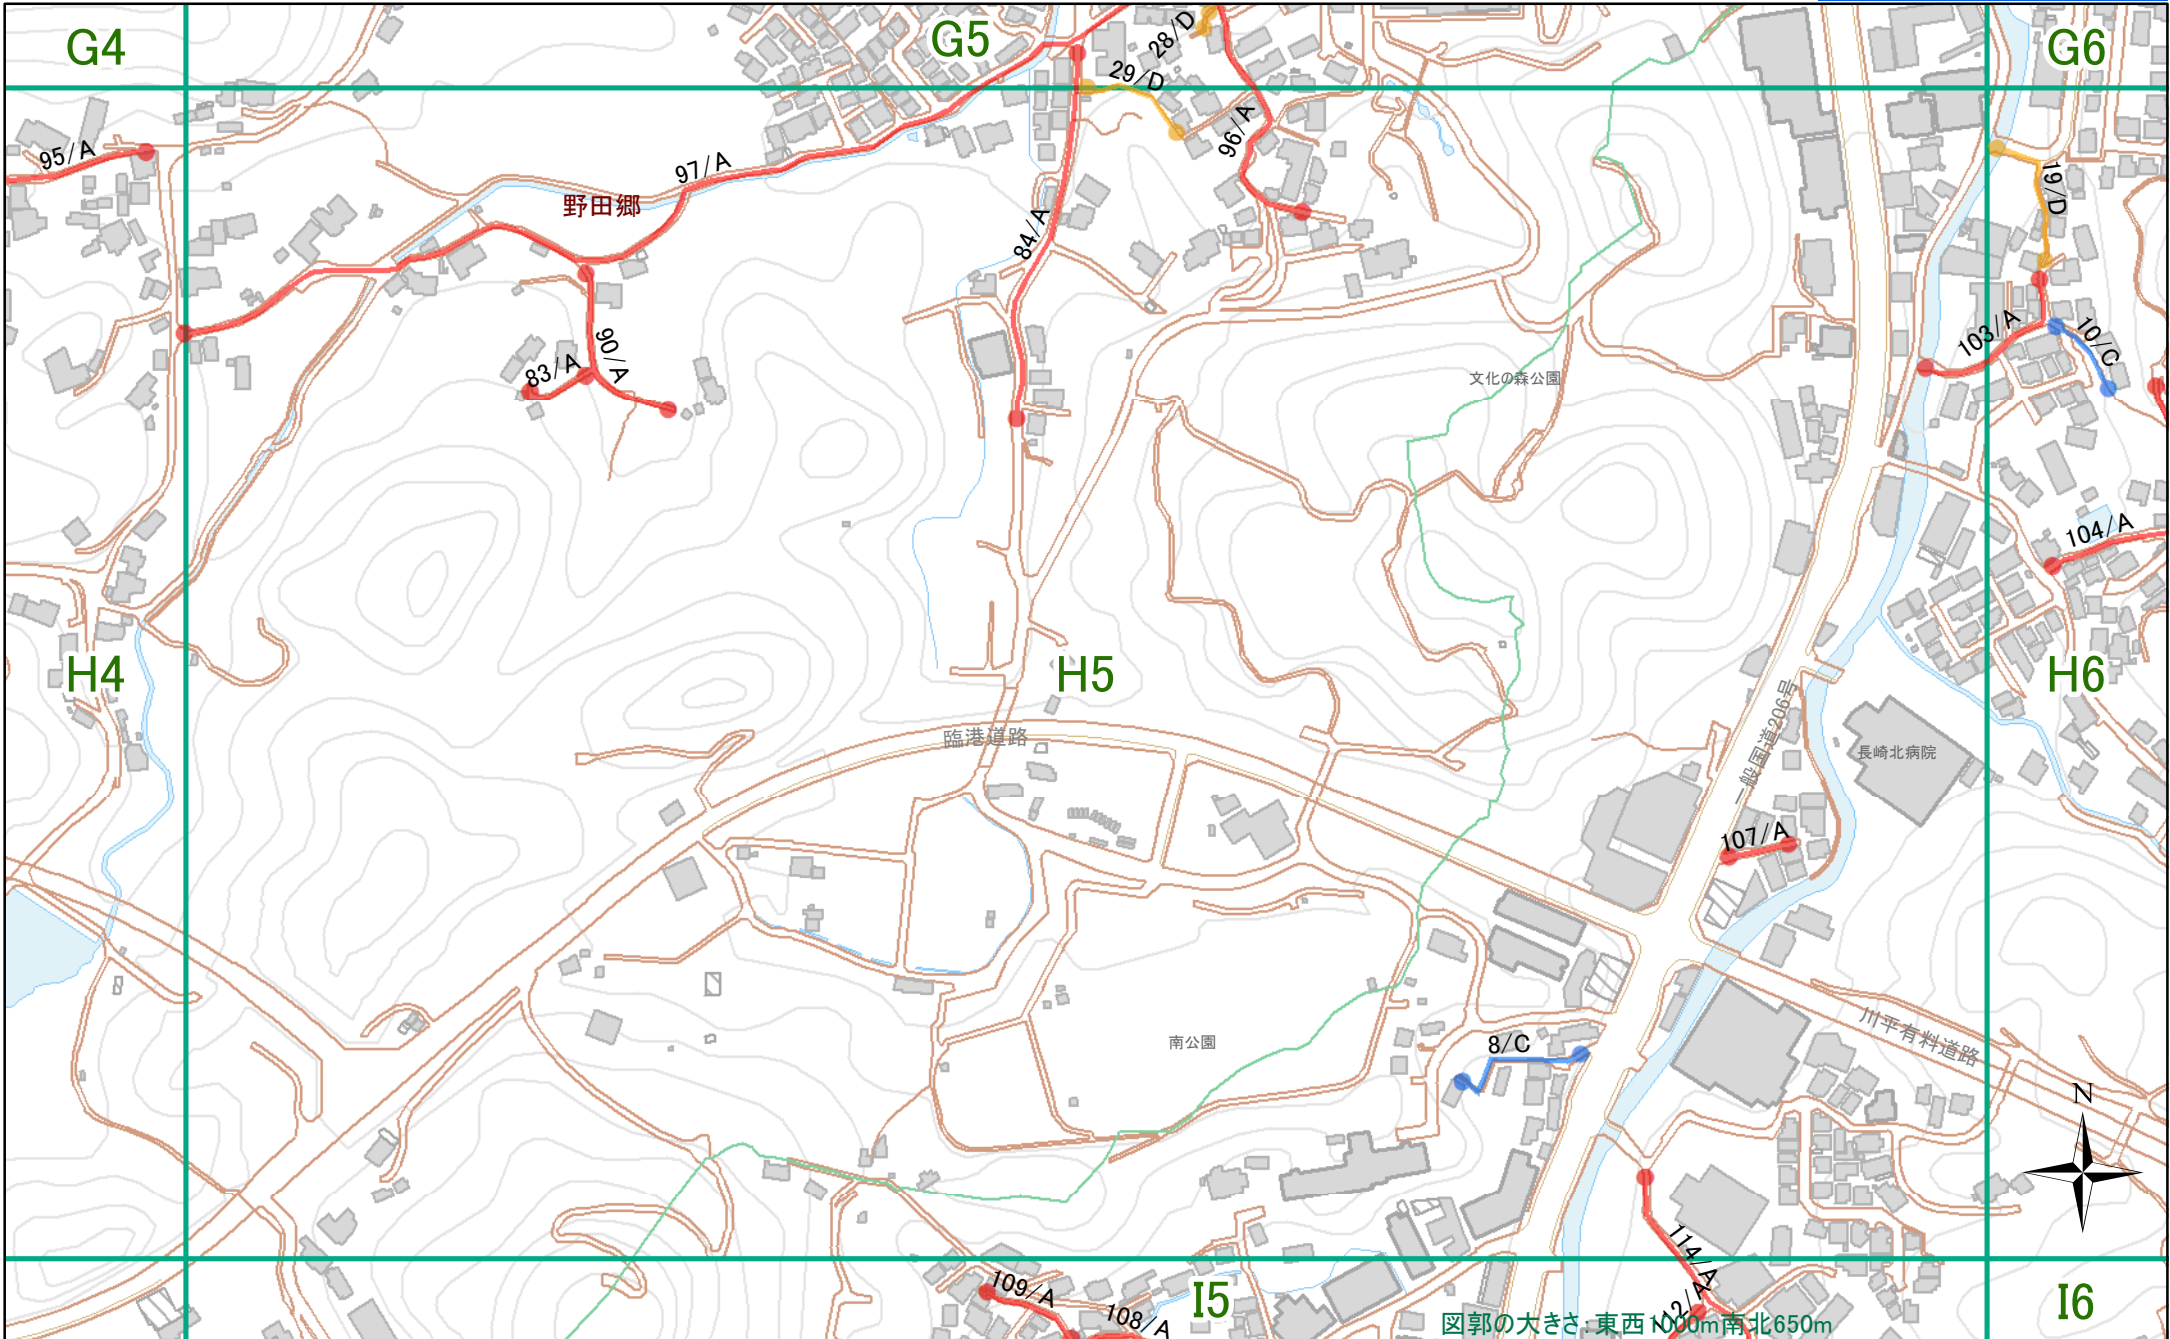 G4
G5
G6
28/D
29/D
95/A
96/A
97/A
野田郷
19/D
84/A
103/A
10/C
90/A
83/A
文化の森公園
104/A
H4
H5
H6
一般国道206号
臨港道路
長崎北病院
107/A
川平有料道路
南公園
8/C
N
114/A
109/A
108/A
112/A
I5
I6
図郭の大きさ:東西1000m南北650m